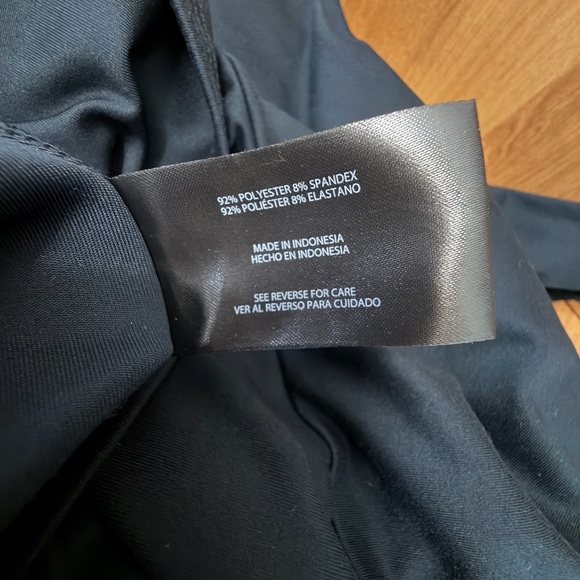 92% POLYESTER 8% SPANDEX
92% POLIÉSTER 8% ELASTANO
MADE IN INDONESIA
HECHO EN INDONESIA
SEE REVERSE FOR CARE
VER AL REVERSO PARA CUIDADO